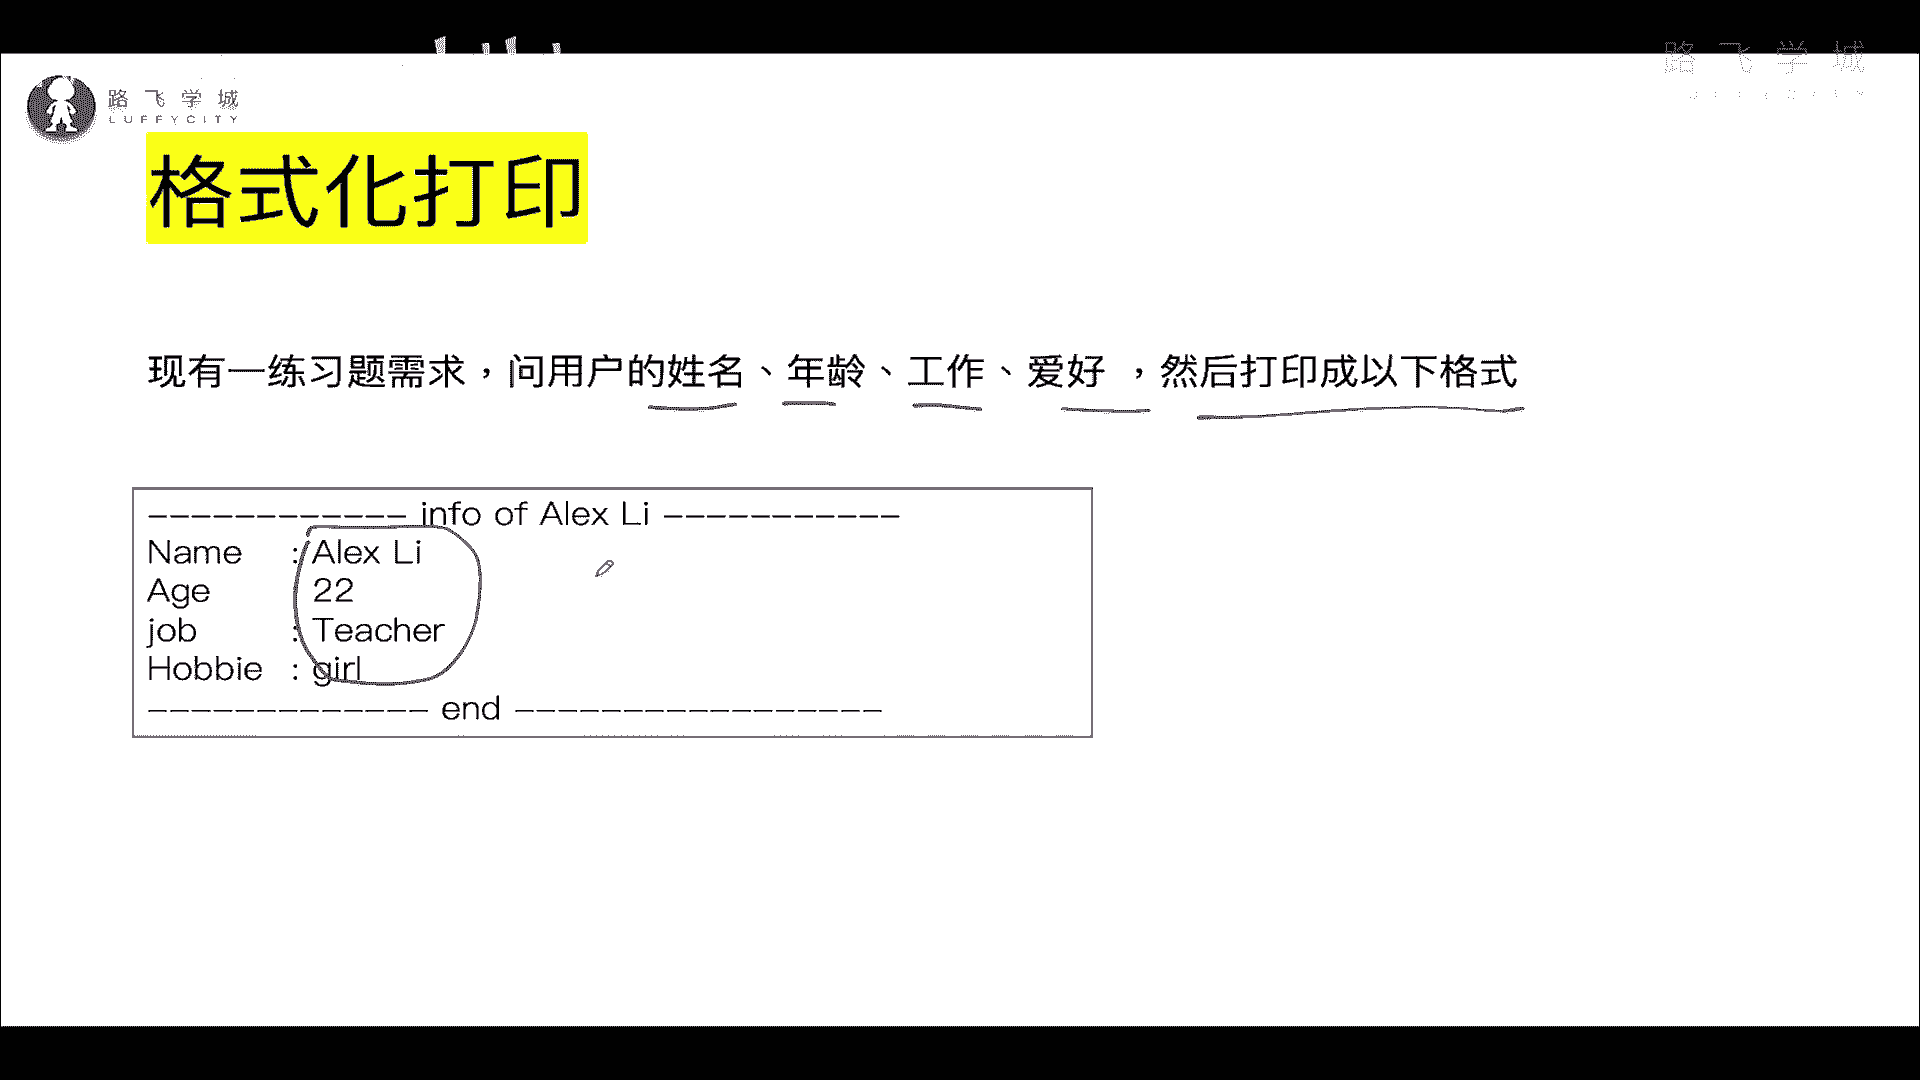 路飞学城
路飞学城
LUFFYCITY
格式化打印
现有一练习题需求，问用户的姓名、年龄、工作、爱好 ，然后打印成以下格式
------------ info of Alex Li -----------
Name : Alex Li
Age 22
job : Teacher
Hobbie : girl
------------- end -----------------